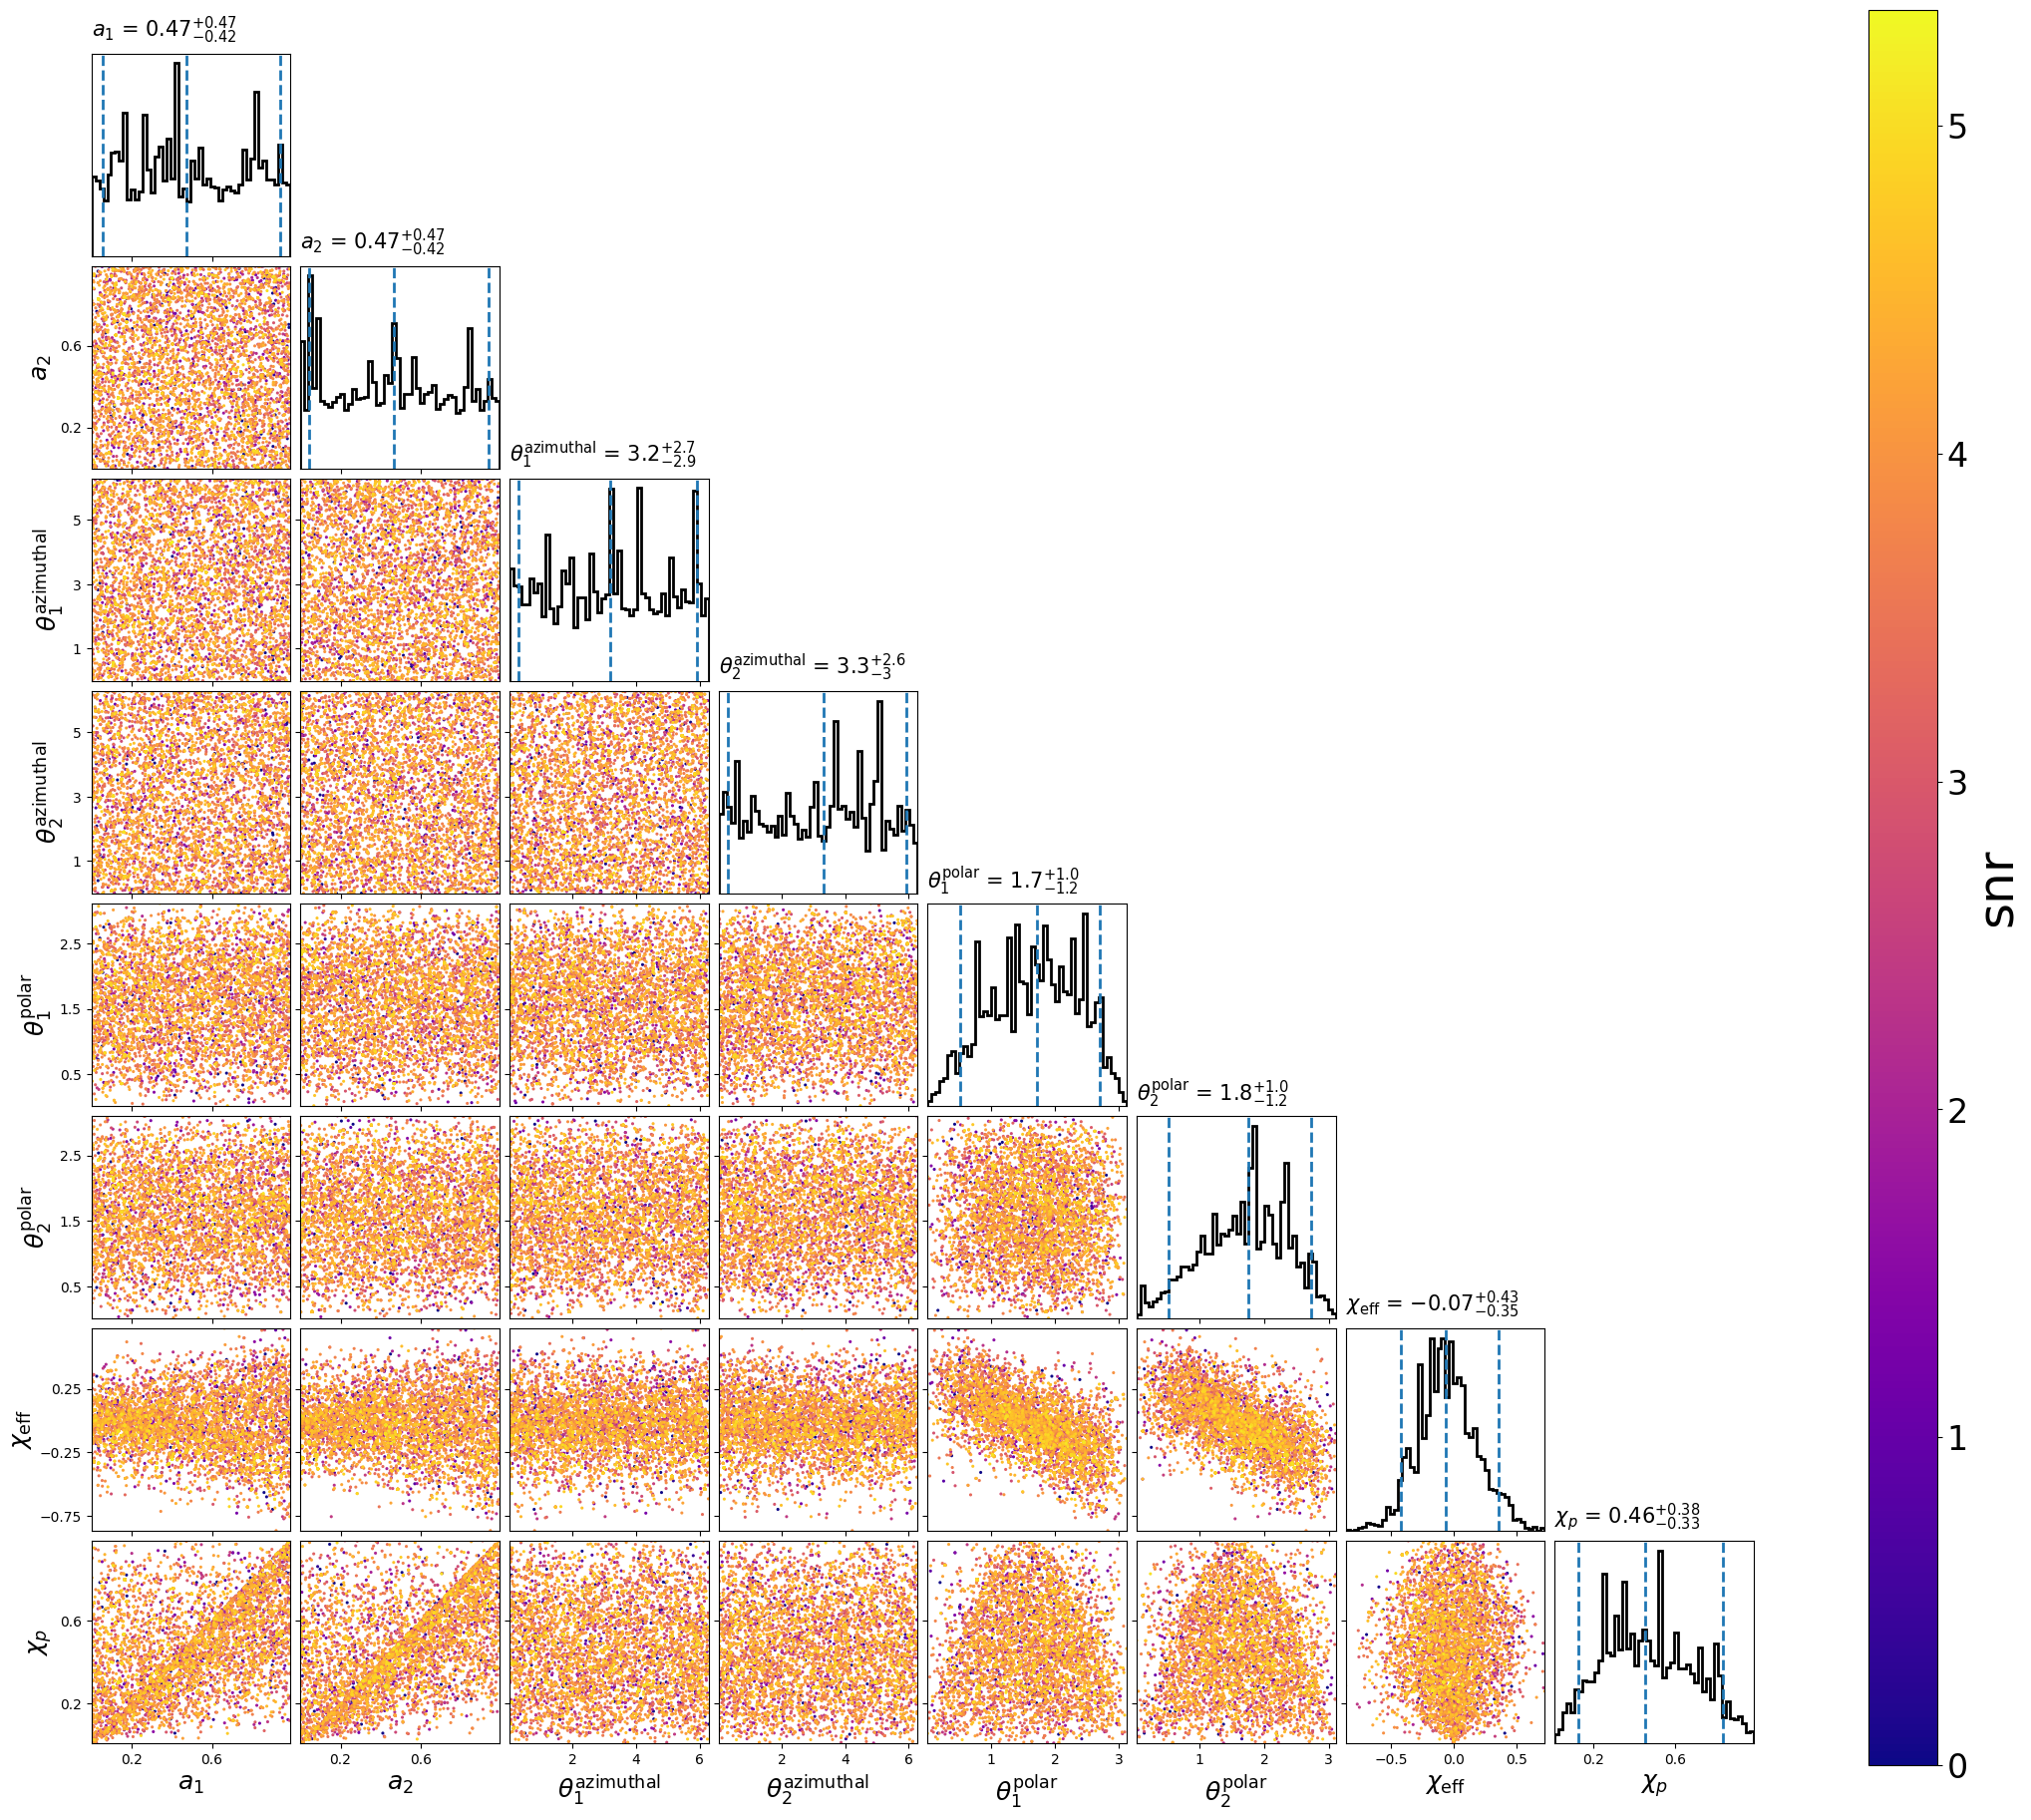 a₁ = 0.47⁺⁰·⁴⁷₋₀.₄₂
a₂ = 0.47⁺⁰·⁴⁷₋₀.₄₂
θ₁^azimuthal = 3.2^{+2.7}_{−2.9}
θ₂^azimuthal = 3.3^{+2.6}_{−3}
θ₁^polar = 1.7^{+1.0}_{−1.2}
θ₂^polar = 1.8^{+1.0}_{−1.2}
χ_eff = −0.07^{+0.43}_{−0.35}
χ_p = 0.46^{+0.38}_{−0.33}
a₂
0.6
0.2
θ₁^azimuthal
5
3
1
θ₂^azimuthal
5
3
1
θ₁^polar
2.5
1.5
0.5
θ₂^polar
2.5
1.5
0.5
χ_eff
0.25
−0.25
−0.75
χ_p
0.6
0.2
0.2 0.6
0.2 0.6
2 4 6
2 4 6
1 2 3
1 2 3
−0.5 0.0 0.5
0.2 0.6
a₁ a₂ θ₁^azimuthal θ₂^azimuthal θ₁^polar θ₂^polar χ_eff χ_p
5
4
3
2
1
0
snr